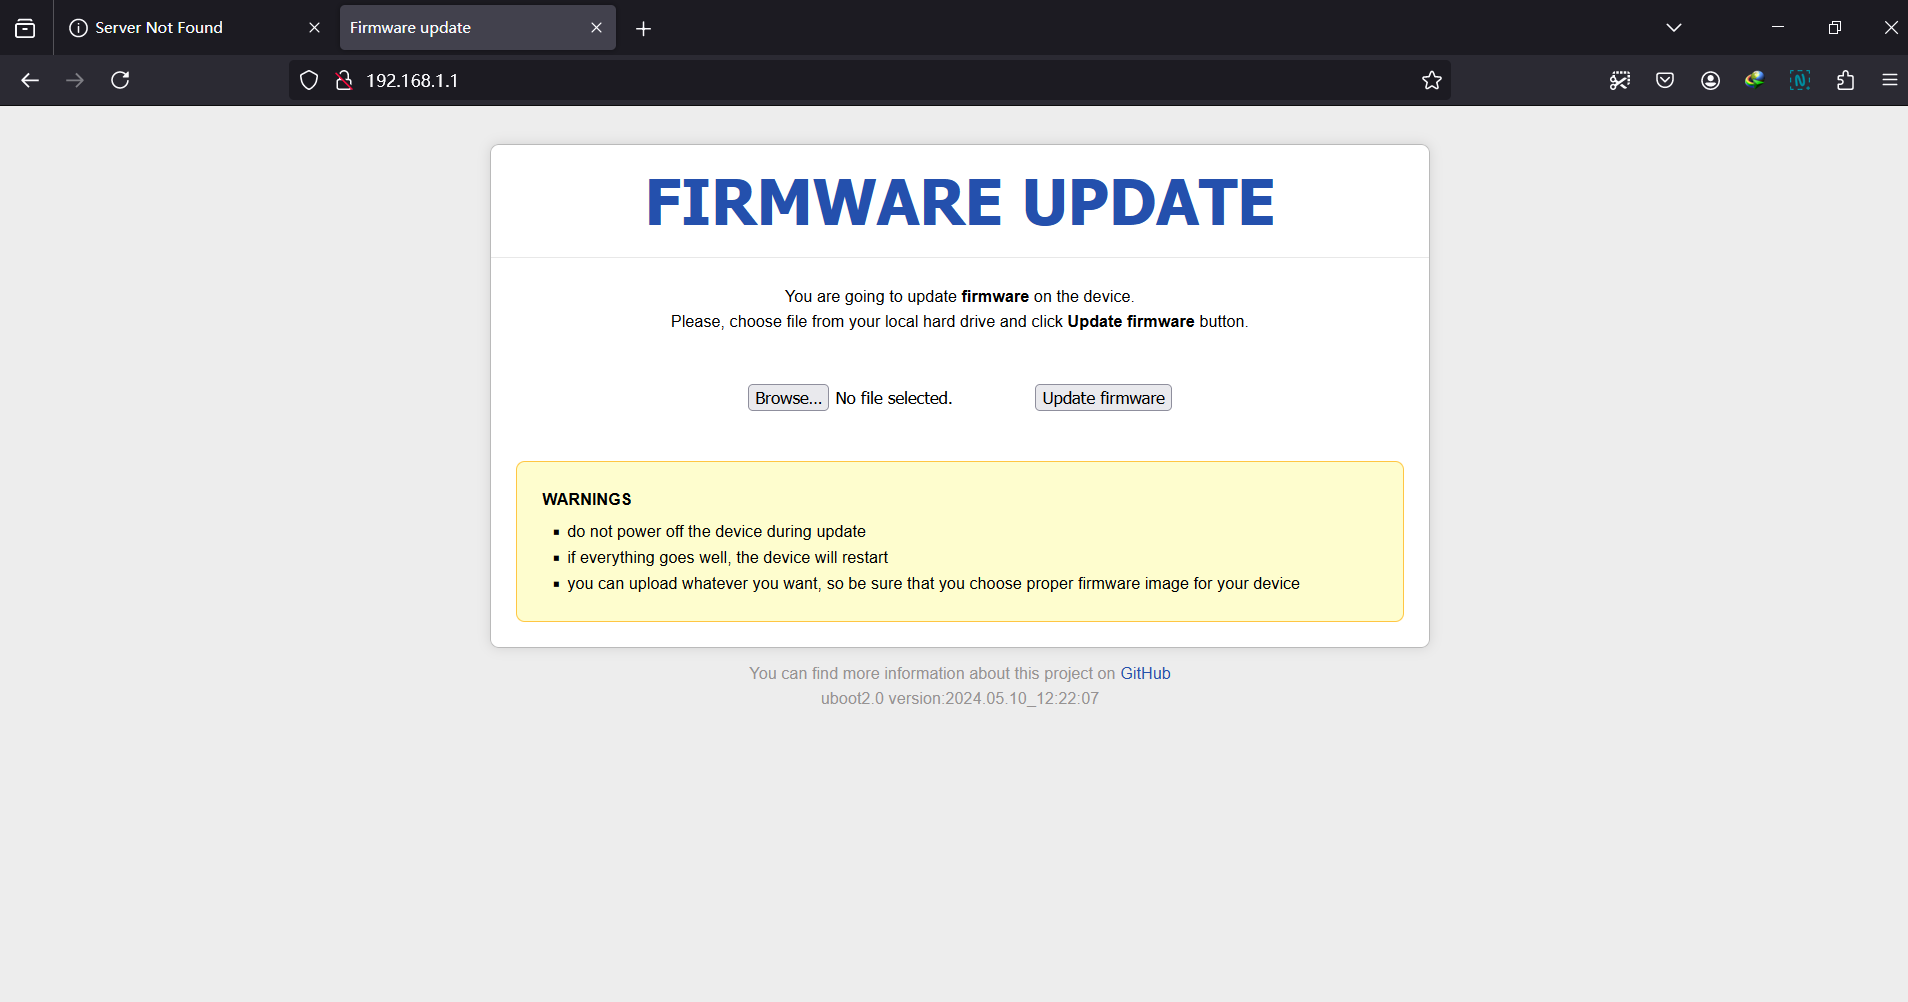 Server Not Found
Firmware update
192.168.1.1
FIRMWARE UPDATE
You are going to update firmware on the device.
Please, choose file from your local hard drive and click Update firmware button.
Browse... No file selected.
Update firmware
WARNINGS
do not power off the device during update
if everything goes well, the device will restart
you can upload whatever you want, so be sure that you choose proper firmware image for your device
You can find more information about this project on GitHub
uboot2.0 version:2024.05.10_12:22:07